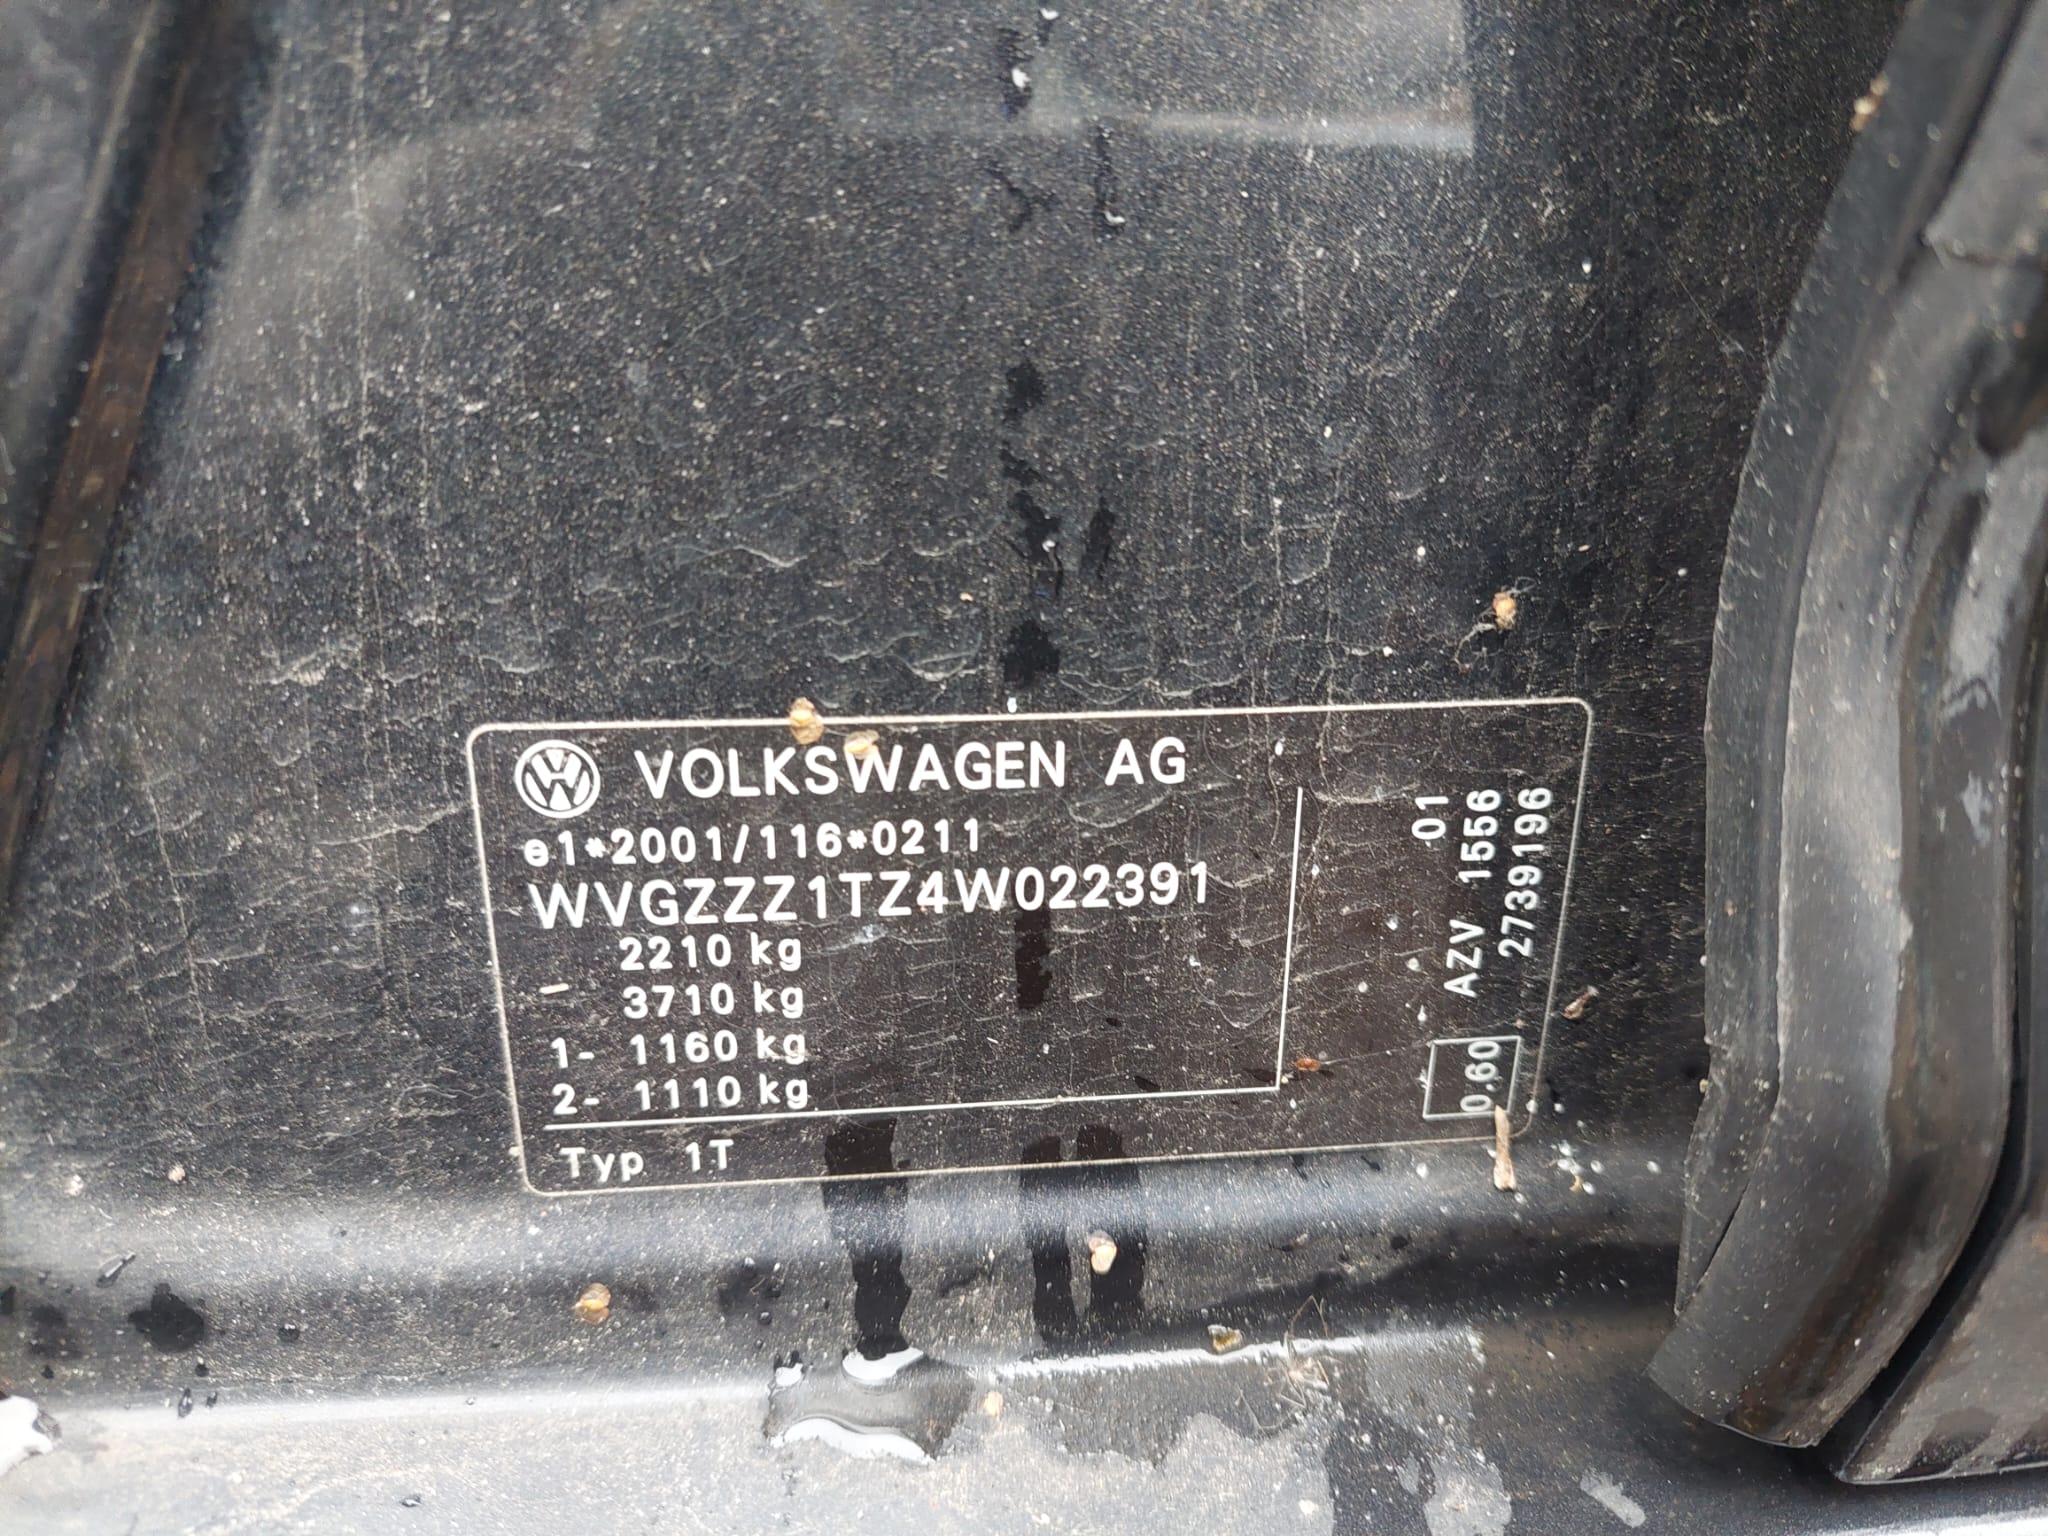 VOLKSWAGEN AG
e1*2001/116*0211
WVGZZZ1TZ4W022391
2210 kg
- 3710 kg
1- 1160 kg
2- 1110 kg
Typ 1T
01
AZV 1556
27391196
0.60